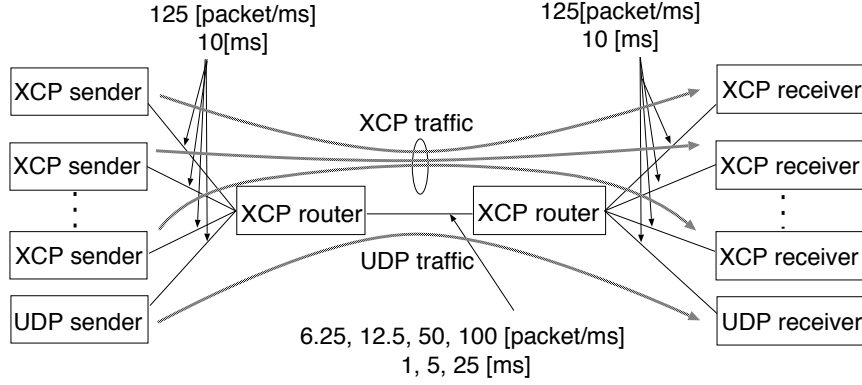 125 [packet/ms]
10[ms]
125[packet/ms]
10 [ms]
XCP sender
XCP receiver
XCP traffic
XCP sender
XCP receiver
XCP router
XCP router
XCP sender
XCP receiver
UDP traffic
UDP sender
UDP receiver
6.25, 12.5, 50, 100 [packet/ms]
1, 5, 25 [ms]